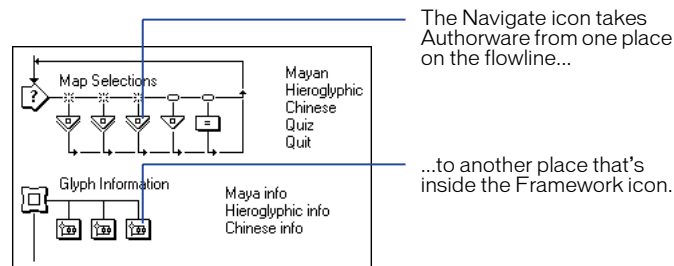 The Navigate icon takes
Authorware from one place
on the flowline...
Map Selections
?
=
Mayan
Hieroglyphic
Chinese
Quiz
Quit
...to another place that's
inside the Framework icon.
Glyph Information
Maya info
Hieroglyphic info
Chinese info